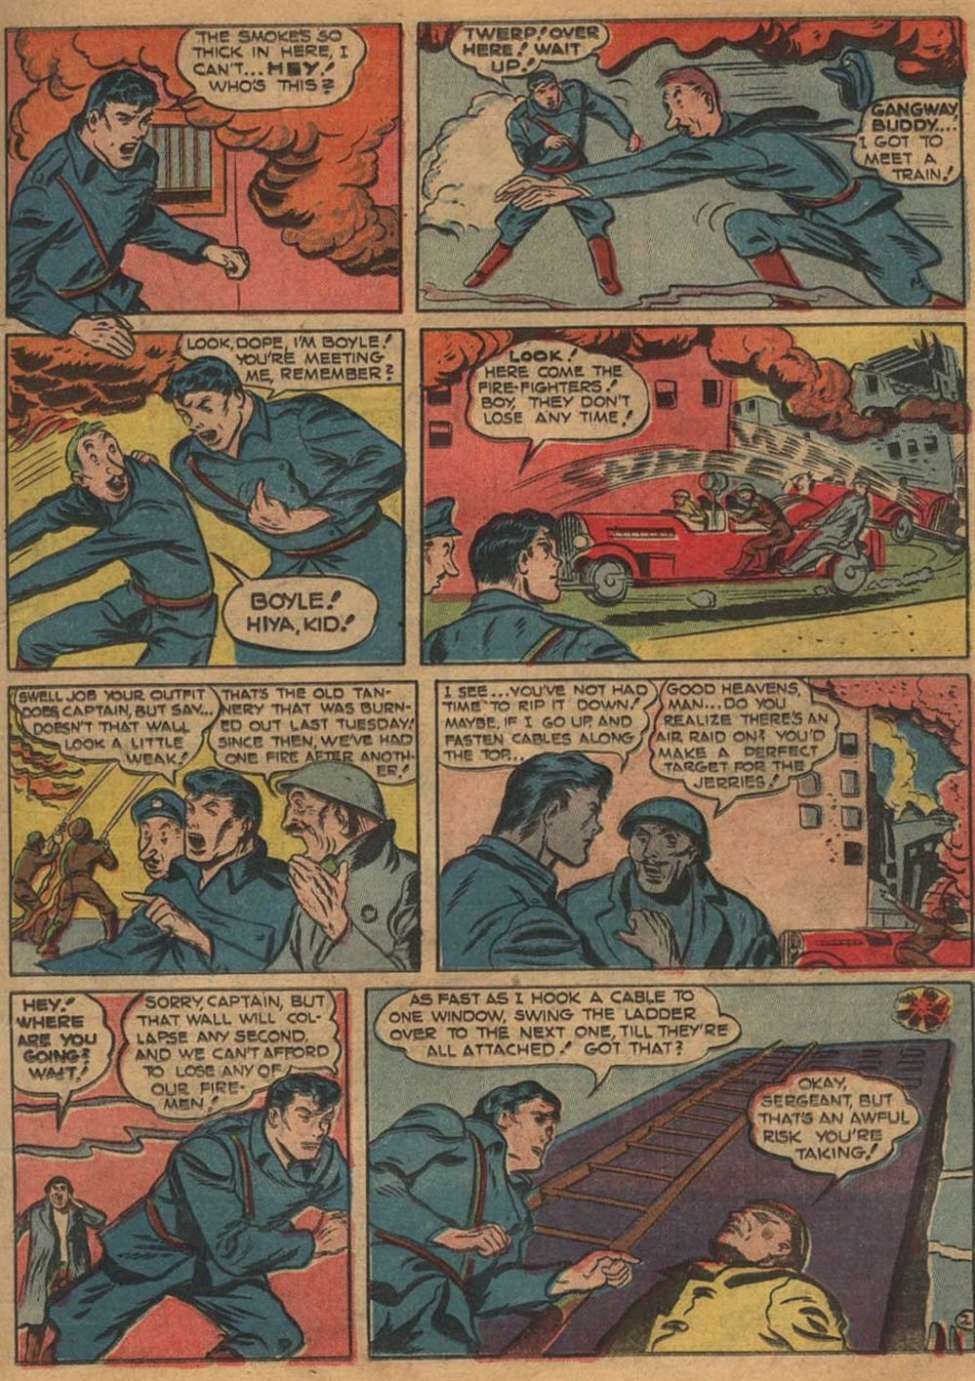 THE SMOKE'S SO
THICK IN HERE, I
CAN'T... HEY!
WHO'S THIS?
TWERP! OVER
HERE! WAIT
UP!
GANGWAY,
BUDDY....
I GOT TO
MEET A
TRAIN!
LOOK, DOPE, I'M BOYLE!
YOU'RE MEETING
ME, REMEMBER?
BOYLE!
HIYA, KID!
LOOK!
HERE COME THE
FIRE-FIGHTERS!
BOY, THEY DON'T
LOSE ANY TIME!
SWELL JOB YOUR OUTFIT
DOES, CAPTAIN, BUT SAY...
DOESN'T THAT WALL
LOOK A LITTLE
WEAK?
THAT'S THE OLD TAN-
NERY THAT WAS BURN-
ED OUT LAST TUESDAY!
SINCE THEN, WE'VE HAD
ONE FIRE AFTER ANOTH-
ER!
I SEE...YOU'VE NOT HAD
TIME TO RIP IT DOWN!
MAYBE, IF I GO UP, AND
FASTEN CABLES ALONG
THE TOP...
GOOD HEAVENS,
MAN...DO YOU
REALIZE THERE'S AN
AIR RAID ON? YOU'D
MAKE A PERFECT
TARGET FOR THE
JERRIES!
HEY!
WHERE
ARE YOU
GOING?
WAIT!
SORRY, CAPTAIN, BUT
THAT WALL WILL COL-
LAPSE ANY SECOND,
AND WE CAN'T AFFORD
TO LOSE ANY OF
OUR FIRE-
MEN!
AS FAST AS I HOOK A CABLE TO
ONE WINDOW, SWING THE LADDER
OVER TO THE NEXT ONE, TILL THEY'RE
ALL ATTACHED! GOT THAT?
OKAY,
SERGEANT, BUT
THAT'S AN AWFUL
RISK YOU'RE
TAKING!
2